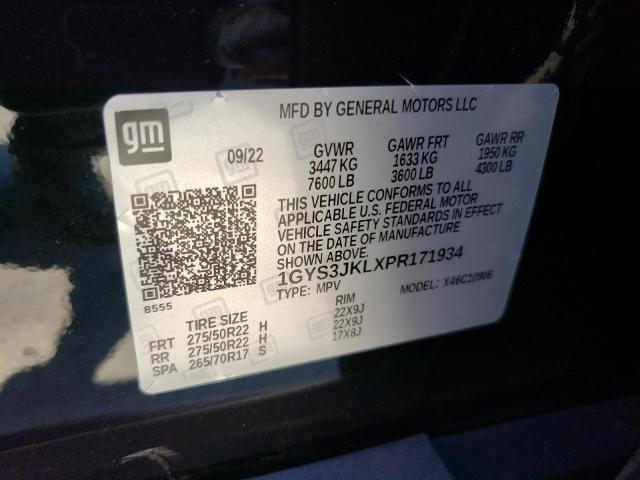 MFD BY GENERAL MOTORS LLC
gm
09/22 GVWR GAWR FRT GAWR RR
3447 KG 1633 KG 1950 KG
7600 LB 3600 LB 4300 LB
THIS VEHICLE CONFORMS TO ALL
APPLICABLE U.S. FEDERAL MOTOR
VEHICLE SAFETY STANDARDS IN EFFECT
ON THE DATE OF MANUFACTURE
SHOWN ABOVE.
1GYS3JKLXPR171934
TYPE: MPV MODEL: X46C10906
8555
TIRE SIZE RIM
FRT 275/50R22 H 22X9J
RR 275/50R22 H 22X9J
SPA 265/70R17 S 17X8J